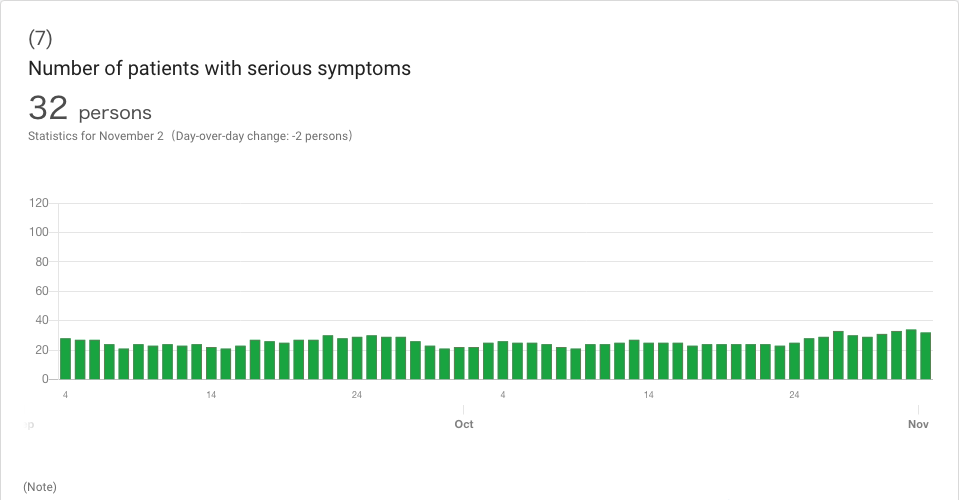 (7)
Number of patients with serious symptoms
32 persons
Statistics for November 2（Day-over-day change: -2 persons）
120
100
80
60
40
20
0
4 14 24 4 14 24
Oct Nov
(Note)